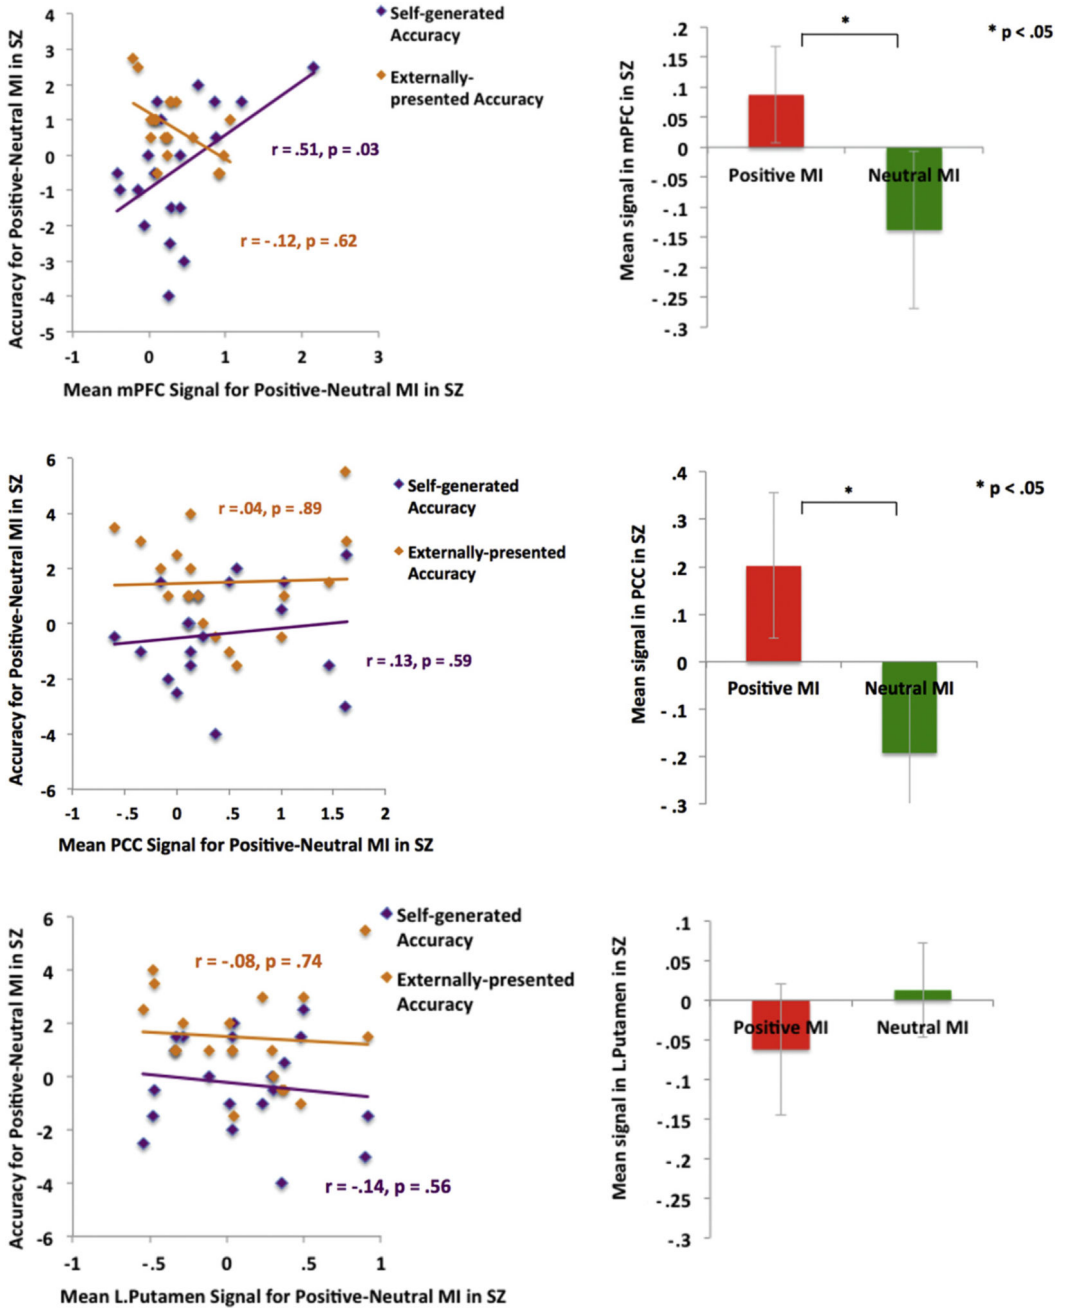 Self-generated
Accuracy
Externally-
presented Accuracy
4
3
2
1
0
-1
-2
-3
-4
-5
-1
0
1
2
3
r = .51, p = .03
r = - .12, p = .62
Accuracy for Positive-Neutral MI in SZ
Mean mPFC Signal for Positive-Neutral MI in SZ
.2
.15
.1
.05
0
- .05
- .1
- .15
- .2
- .25
- .3
*
* p < .05
Positive MI
Neutral MI
Mean signal in mPFC in SZ
6
4
2
0
-2
-4
-6
-1
-.5
0
.5
1
1.5
2
r =.04, p = .89
r = .13, p = .59
Self-generated
Accuracy
Externally-presented
Accuracy
Accuracy for Positive-Neutral MI in SZ
Mean PCC Signal for Positive-Neutral MI in SZ
.4
.3
.2
.1
0
- .1
- .2
- .3
*
* p < .05
Positive MI
Neutral MI
Mean signal in PCC in SZ
6
4
2
0
-2
-4
-6
-1
-.5
0
.5
1
r = -.08, p = .74
r = -.14, p = .56
Self-generated
Accuracy
Externally-presented
Accuracy
Accuracy for Positive-Neutral MI in SZ
Mean L.Putamen Signal for Positive-Neutral MI in SZ
.1
.05
0
-.05
-.1
-.15
-.2
-.25
-.3
Positive MI
Neutral MI
Mean signal in L.Putamen in SZ